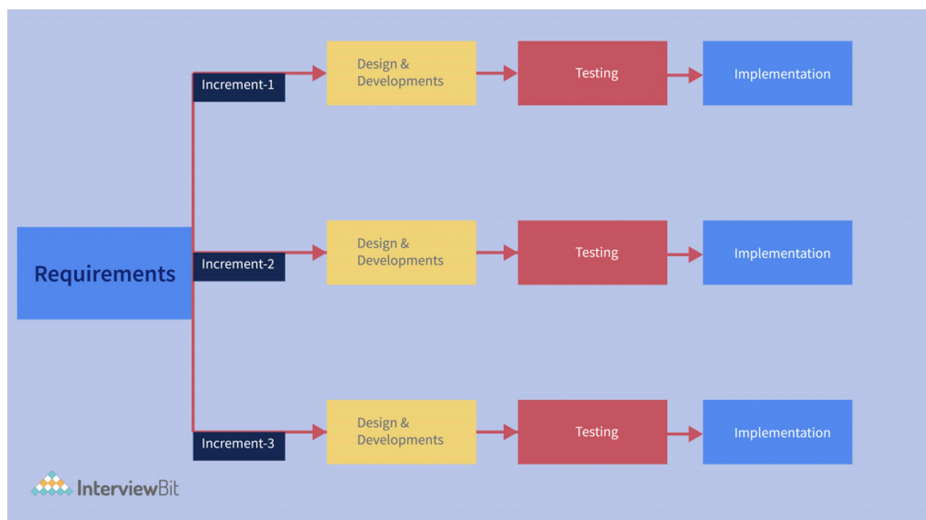 Increment-1
Design &
Developments
Testing
Implementation
Requirements
Increment-2
Design &
Developments
Testing
Implementation
Increment-3
Design &
Developments
Testing
Implementation
InterviewBit